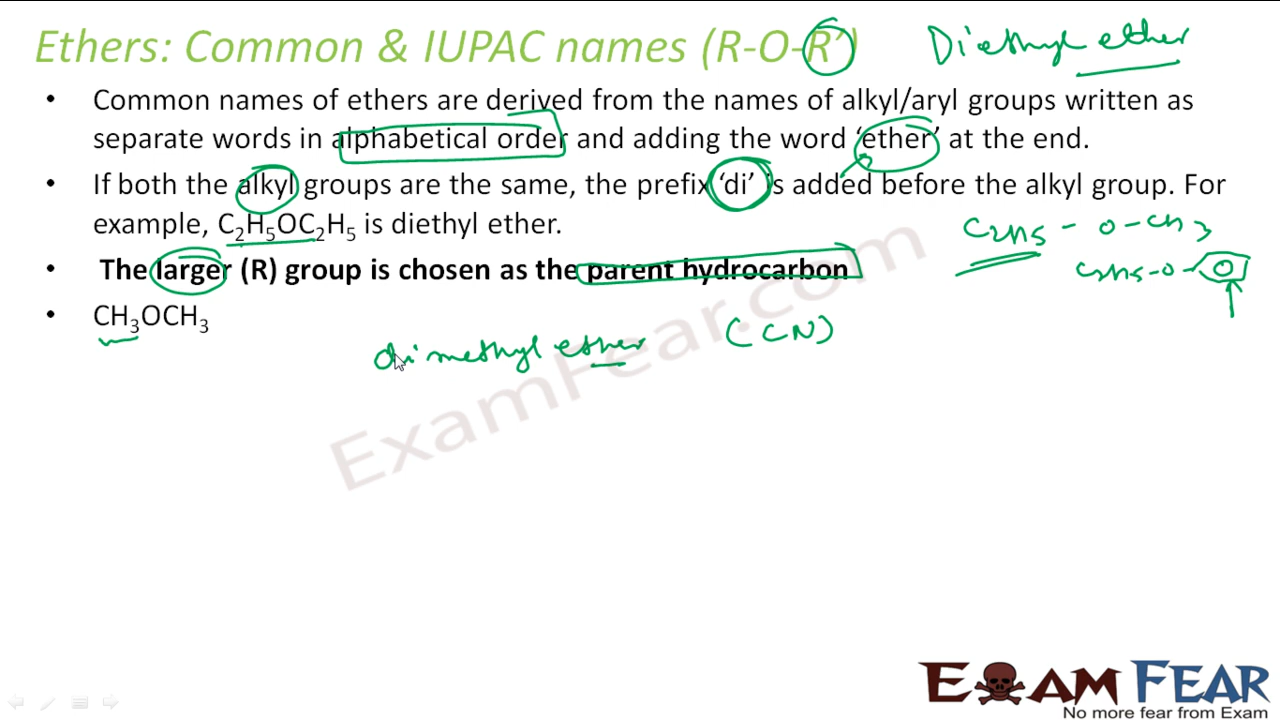 Ethers: Common & IUPAC names (R-O-R’)
Diethyl ether
• Common names of ethers are derived from the names of alkyl/aryl groups written as
separate words in alphabetical order and adding the word ‘ether’ at the end.
• If both the alkyl groups are the same, the prefix ‘di’ is added before the alkyl group. For
example, C₂H₅OC₂H₅ is diethyl ether.
C₂H₅ - O - CH₃
• The larger (R) group is chosen as the parent hydrocarbon
C₂H₅-O-
• CH₃OCH₃
dimethyl ether (CN)
ExamFear.com
EXAM FEAR
No more fear from Exam